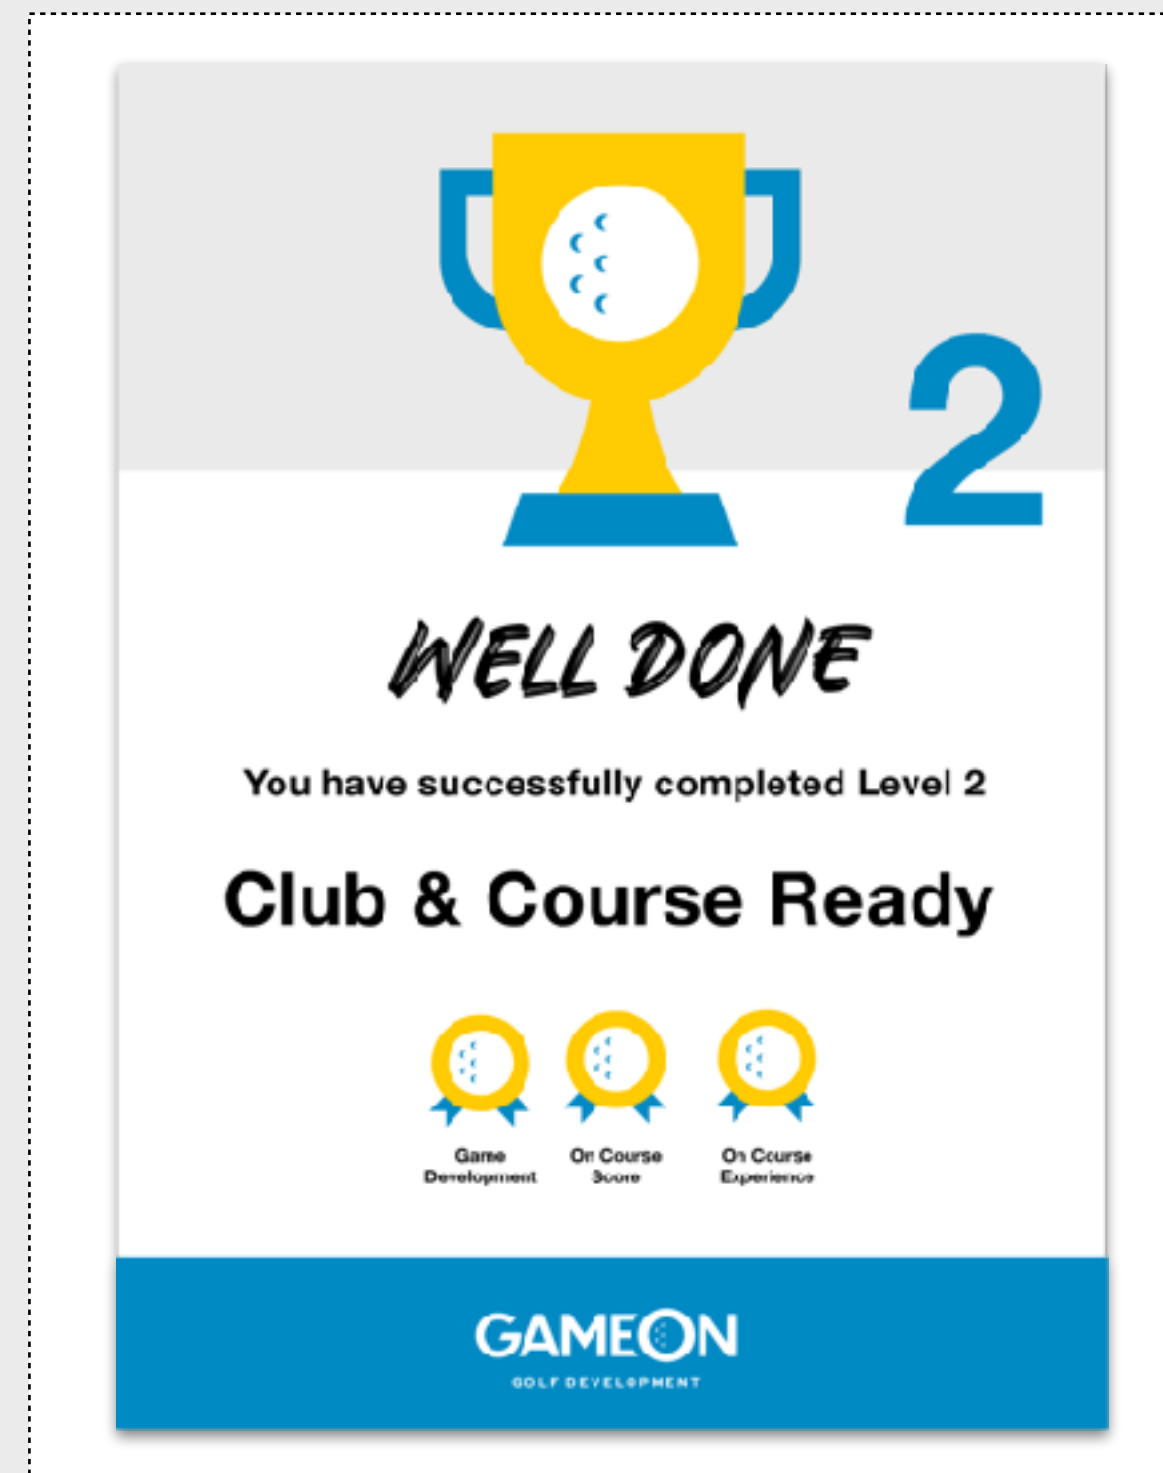 2
WELL DONE
You have successfully completed Level 2
Club & Course Ready
Game
Development
On Course
Score
On Course
Experience
GAMEON
GOLF DEVELOPMENT